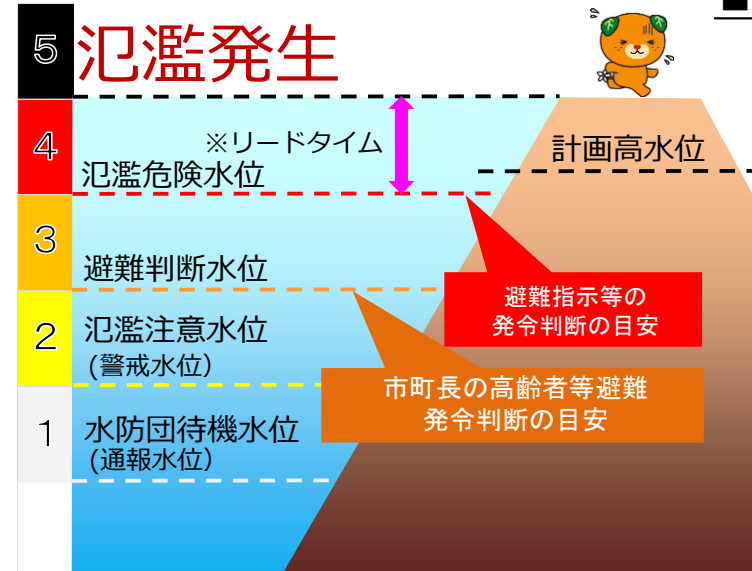 5
氾濫発生
4
※リードタイム
氾濫危険水位
計画高水位
3
避難判断水位
避難指示等の
発令判断の目安
2
氾濫注意水位
(警戒水位)
市町長の高齢者等避難
発令判断の目安
1
水防団待機水位
(通報水位)